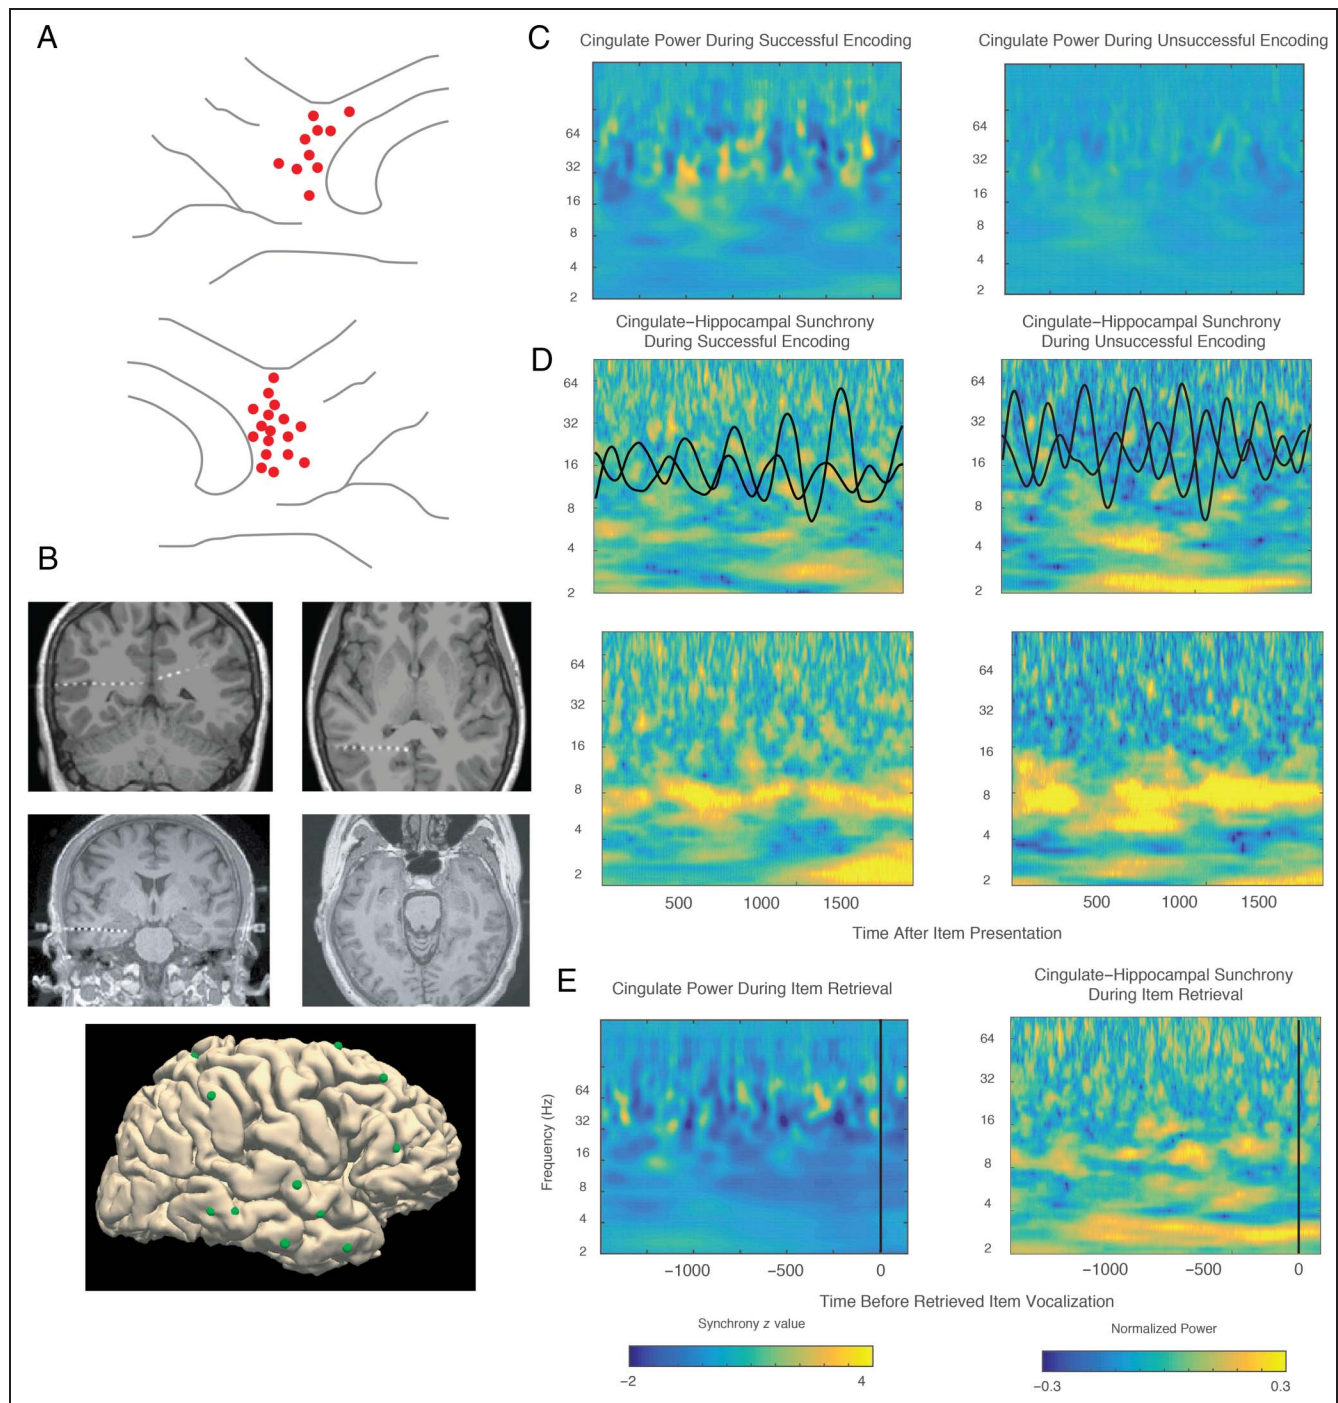 A
C
Cingulate Power During Successful Encoding
Cingulate Power During Unsuccessful Encoding
64
32
16
8
4
2
64
32
16
8
4
2
D
Cingulate–Hippocampal Sunchrony
During Successful Encoding
Cingulate–Hippocampal Sunchrony
During Unsuccessful Encoding
64
32
16
8
4
2
64
32
16
8
4
2
B
64
32
16
8
4
2
64
32
16
8
4
2
500 1000 1500
500 1000 1500
Time After Item Presentation
E
Cingulate Power During Item Retrieval
Cingulate–Hippocampal Sunchrony
During Item Retrieval
Frequency (Hz)
64
32
16
8
4
2
64
32
16
8
4
2
−1000 −500 0
−1000 −500 0
Time Before Retrieved Item Vocalization
Synchrony z value
−2 4
Normalized Power
−0.3 0.3